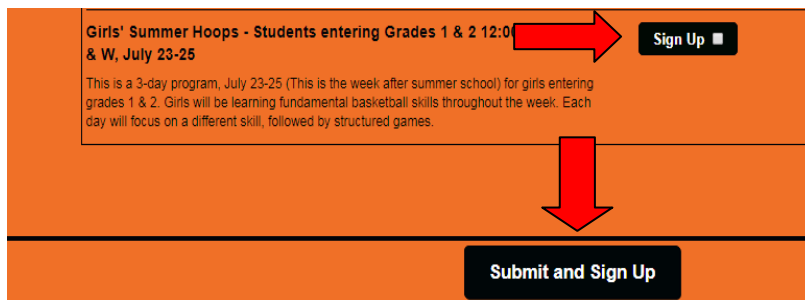 Girls' Summer Hoops - Students entering Grades 1 & 2 12:0
Sign Up
& W, July 23-25
This is a 3-day program, July 23-25 (This is the week after summer school) for girls entering
grades 1 & 2. Girls will be learning fundamental basketball skills throughout the week. Each
day will focus on a different skill, followed by structured games.
Submit and Sign Up